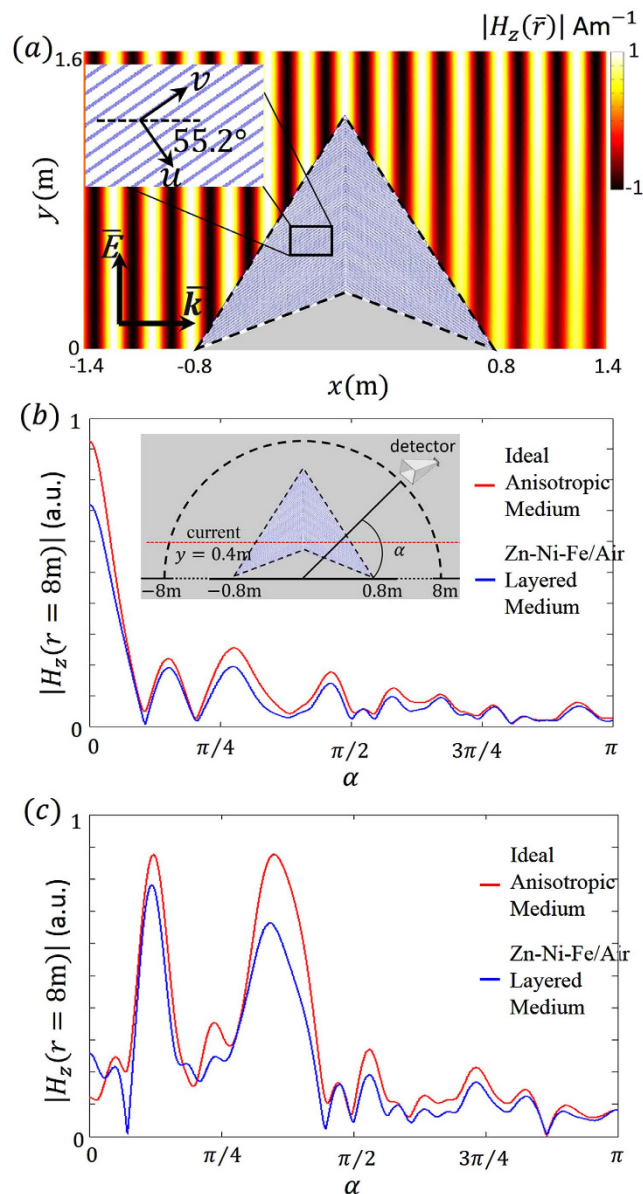 (a)
|H_z(r̄)| Am⁻¹
1.6
1
v
55.2°
u
y(m)
-1
Ē
k̄
0
-1.4
-0.8
x(m)
0.8
1.4
(b)
1
|H_z(r = 8m)| (a.u.)
detector
current
y = 0.4m
α
−8m
−0.8m
0.8m
8m
Ideal
Anisotropic
Medium
Zn-Ni-Fe/Air
Layered
Medium
0
0
π/4
π/2
3π/4
π
α
(c)
1
|H_z(r = 8m)| (a.u.)
Ideal
Anisotropic
Medium
Zn-Ni-Fe/Air
Layered
Medium
0
0
π/4
π/2
3π/4
π
α